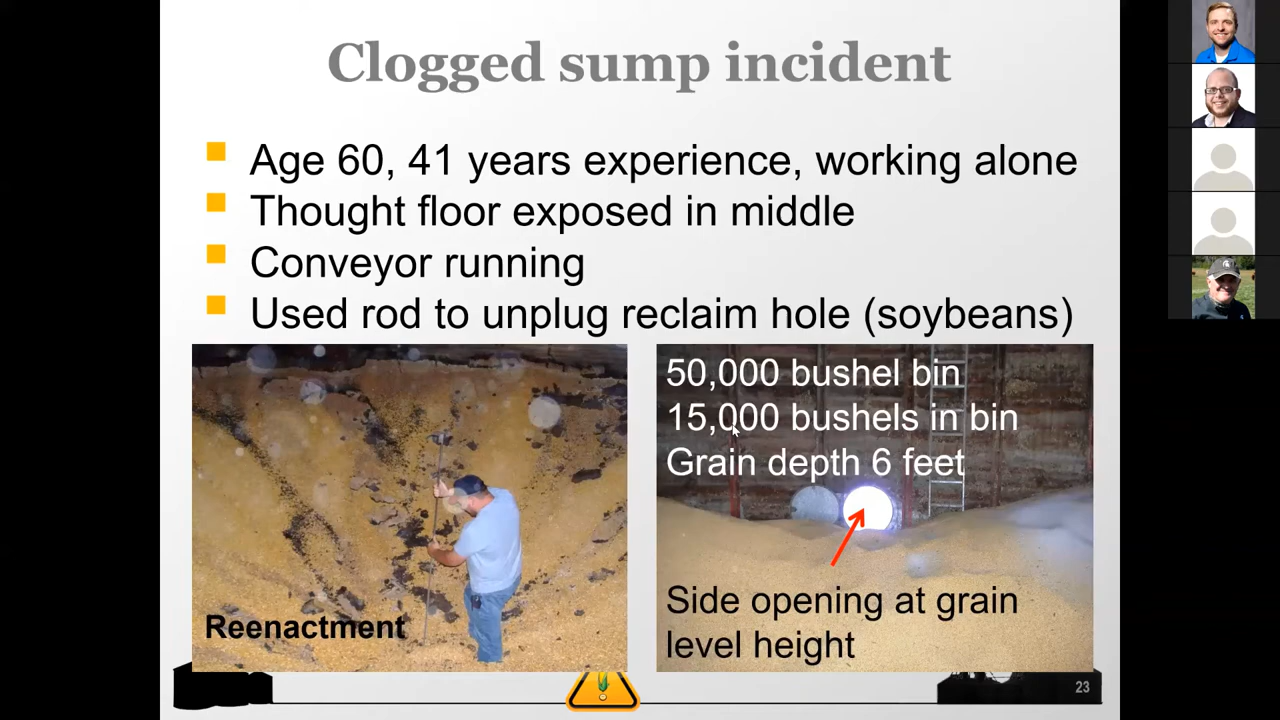 Clogged sump incident
Age 60, 41 years experience, working alone
Thought floor exposed in middle
Conveyor running
Used rod to unplug reclaim hole (soybeans)
Reenactment
50,000 bushel bin
15,000 bushels in bin
Grain depth 6 feet
Side opening at grain
level height
23